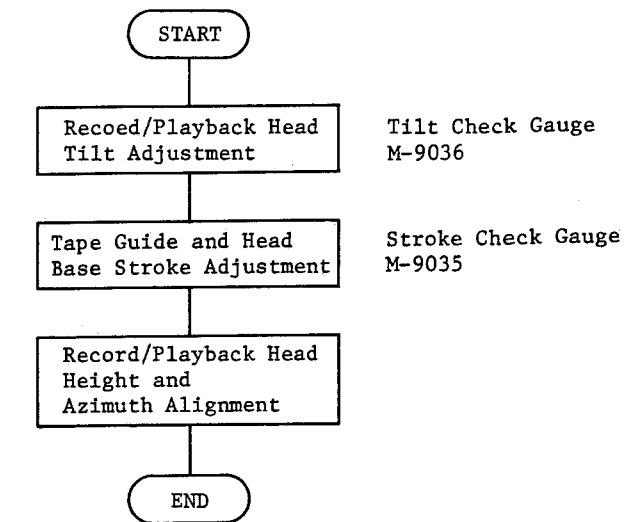 START
Recoed/Playback Head
Tilt Adjustment
Tilt Check Gauge
M-9036
Tape Guide and Head
Base Stroke Adjustment
Stroke Check Gauge
M-9035
Record/Playback Head
Height and
Azimuth Alignment
END